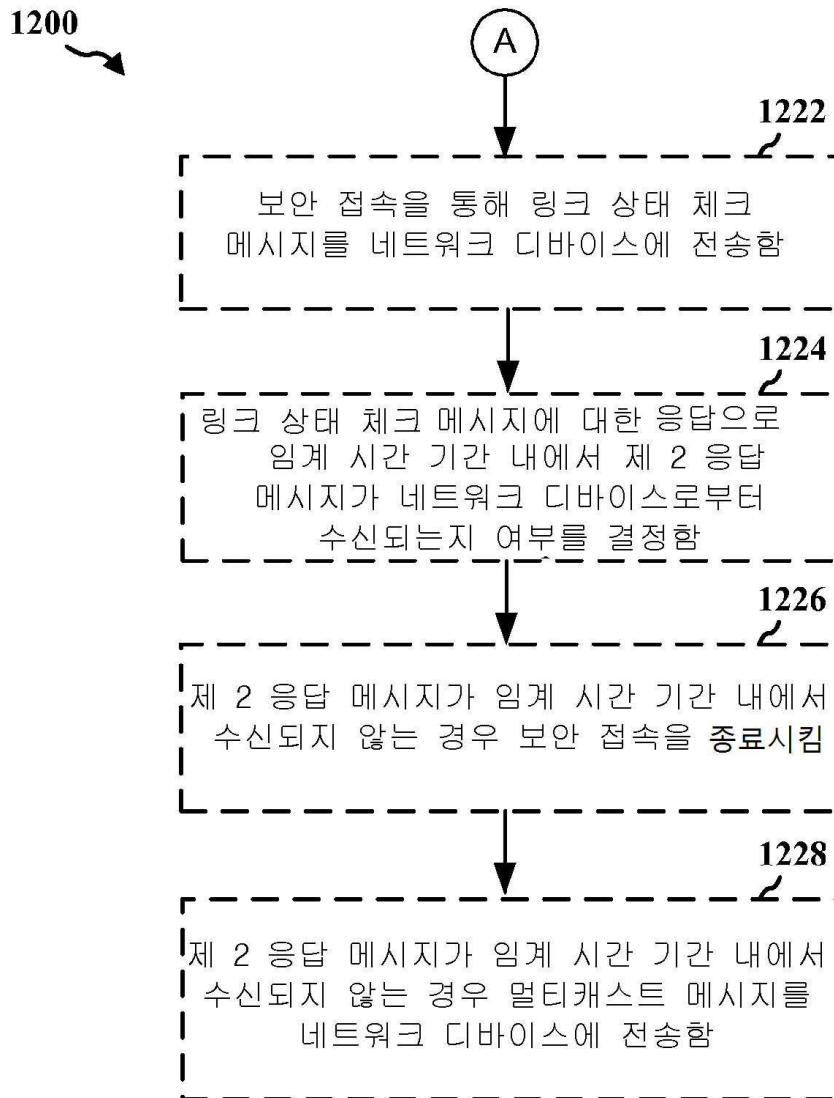 1200
A
1222
보안 접속을 통해 링크 상태 체크
메시지를 네트워크 디바이스에 전송함
1224
링크 상태 체크 메시지에 대한 응답으로
임계 시간 기간 내에서 제 2 응답
메시지가 네트워크 디바이스로부터
수신되는지 여부를 결정함
1226
제 2 응답 메시지가 임계 시간 기간 내에서
수신되지 않는 경우 보안 접속을 종료시킴
1228
제 2 응답 메시지가 임계 시간 기간 내에서
수신되지 않는 경우 멀티캐스트 메시지를
네트워크 디바이스에 전송함